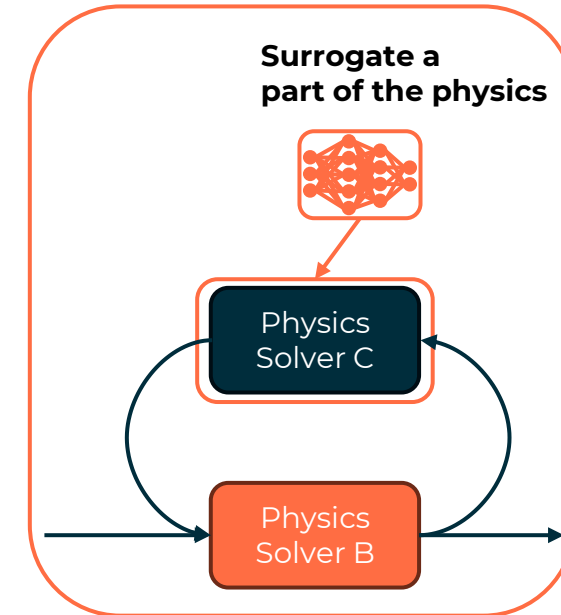 Surrogate a
part of the physics
Physics
Solver C
Physics
Solver B